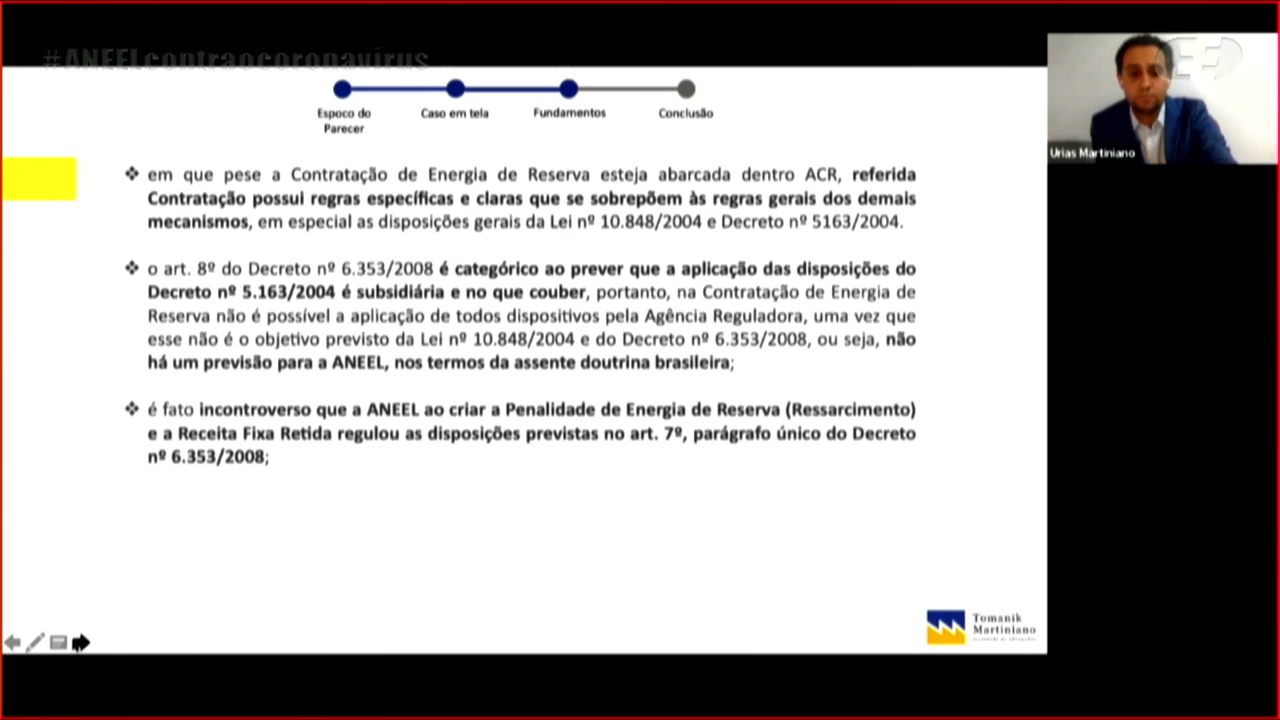 #ANEELcontraocoronavírus
Espoco do
Parecer
Caso em tela
Fundamentos
Conclusão
Urias Martiniano
❖ em que pese a Contratação de Energia de Reserva esteja abarcada dentro ACR, referida
Contratação possui regras específicas e claras que se sobrepõem às regras gerais dos demais
mecanismos, em especial as disposições gerais da Lei nº 10.848/2004 e Decreto nº 5163/2004.
❖ o art. 8º do Decreto nº 6.353/2008 é categórico ao prever que a aplicação das disposições do
Decreto nº 5.163/2004 é subsidiária e no que couber, portanto, na Contratação de Energia de
Reserva não é possível a aplicação de todos dispositivos pela Agência Reguladora, uma vez que
esse não é o objetivo previsto da Lei nº 10.848/2004 e do Decreto nº 6.353/2008, ou seja, não
há um previsão para a ANEEL, nos termos da assente doutrina brasileira;
❖ é fato incontroverso que a ANEEL ao criar a Penalidade de Energia de Reserva (Ressarcimento)
e a Receita Fixa Retida regulou as disposições previstas no art. 7º, parágrafo único do Decreto
nº 6.353/2008;
Tomanik
Martiniano